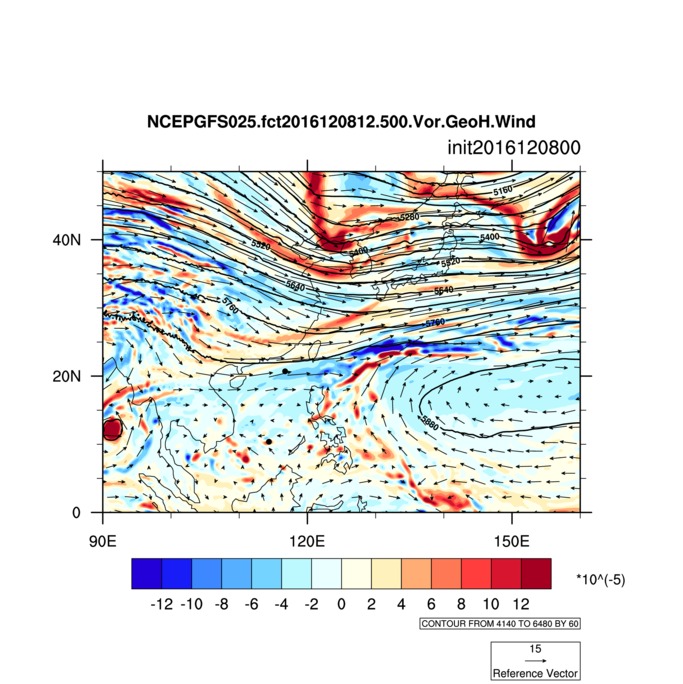 NCEPGFS025.fct2016120812.500.Vor.GeoH.Wind
init2016120800
5160
5280
40N
5520
5400
5400
5520
5640
5640
5760
5760
20N
5880
0
90E 120E 150E
-12 -10 -8 -6 -4 -2 0 2 4 6 8 10 12
*10^(-5)
CONTOUR FROM 4140 TO 6480 BY 60
15
Reference Vector